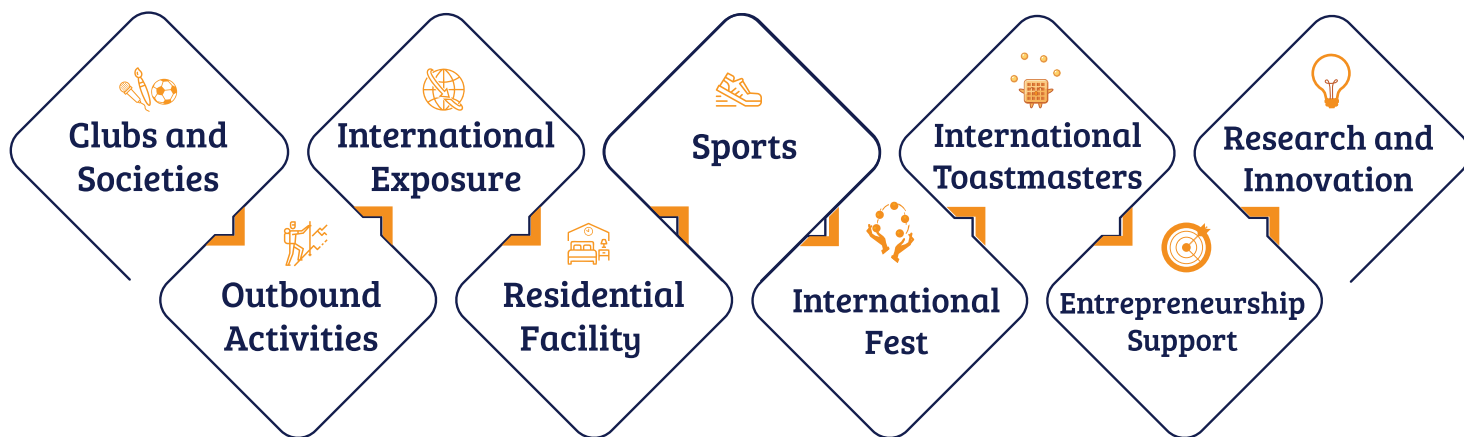 Clubs and
Societies
International
Exposure
Sports
International
Toastmasters
Research and
Innovation
Outbound
Activities
Residential
Facility
International
Fest
Entrepreneurship
Support